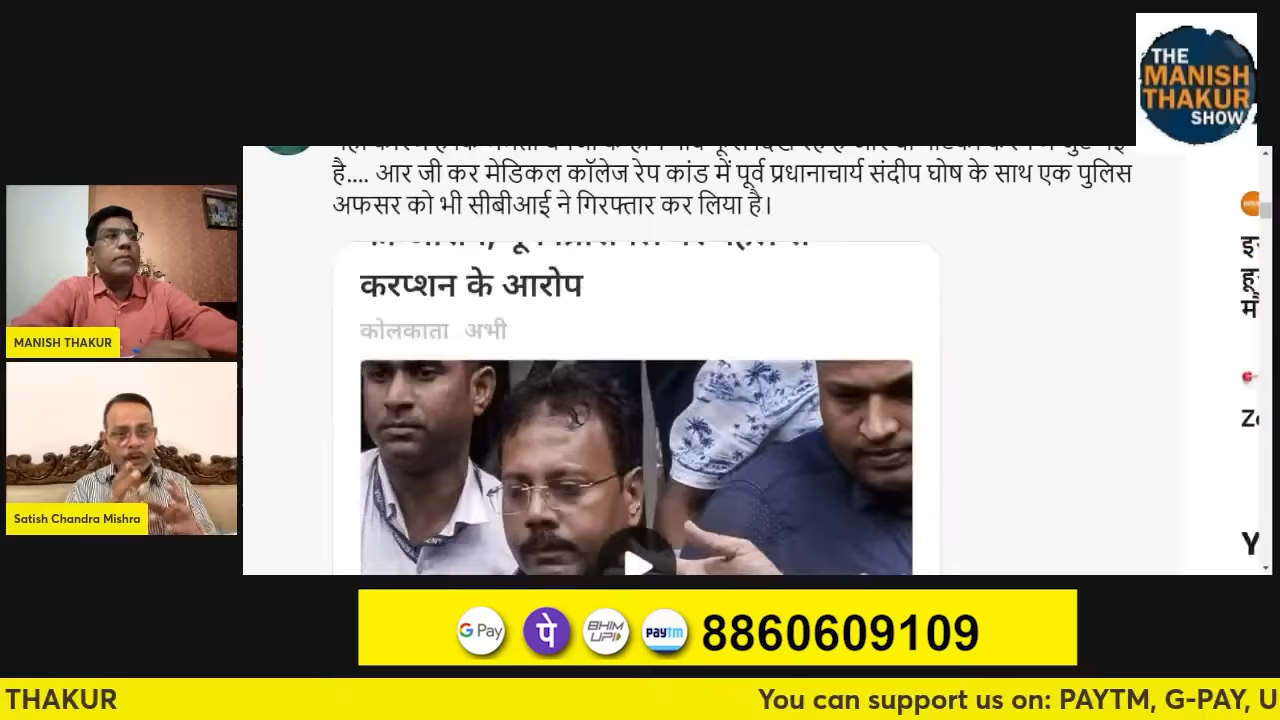 THE
MANISH
THAKUR
SHOW
है.... आर जी कर मेडिकल कॉलेज रेप कांड में पूर्व प्रधानाचार्य संदीप घोष के साथ एक पुलिस
अफसर को भी सीबीआई ने गिरफ्तार कर लिया है।
करप्शन के आरोप
कोलकाता अभी
MANISH THAKUR
Satish Chandra Mishra
G Pay
पे
BHIM
UPI
paytm
8860609109
THAKUR
You can support us on: PAYTM, G-PAY, U